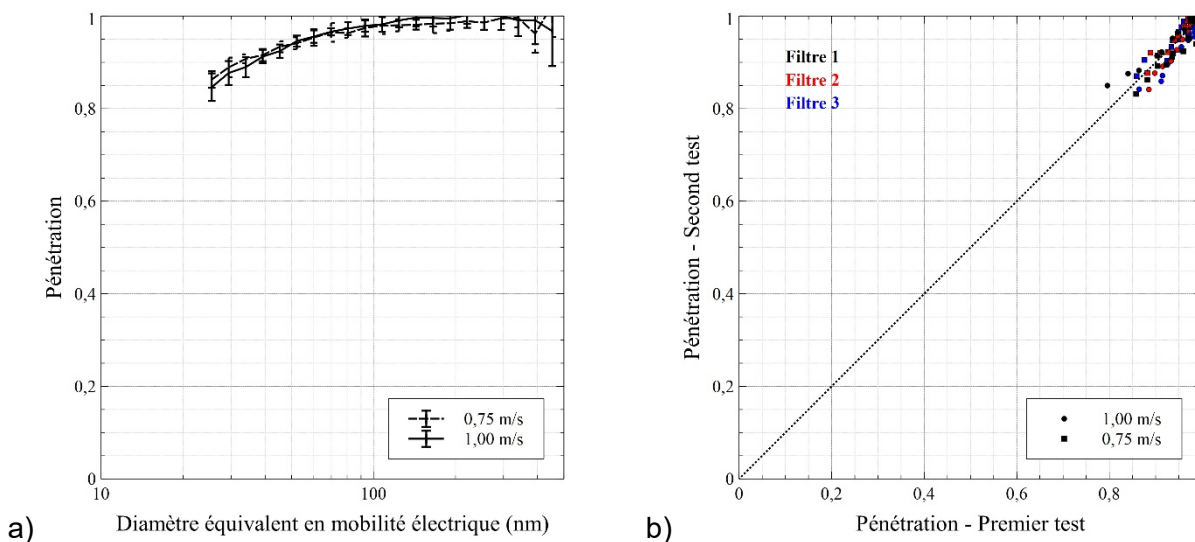 Pénétration
1
0,8
0,6
0,4
0,2
0
10
100
0,75 m/s
1,00 m/s
Diamètre équivalent en mobilité électrique (nm)
a)
Pénétration - Second test
1
0,8
0,6
0,4
0,2
0
Filtre 1
Filtre 2
Filtre 3
1,00 m/s
0,75 m/s
0
0,2
0,4
0,6
0,8
Pénétration - Premier test
b)